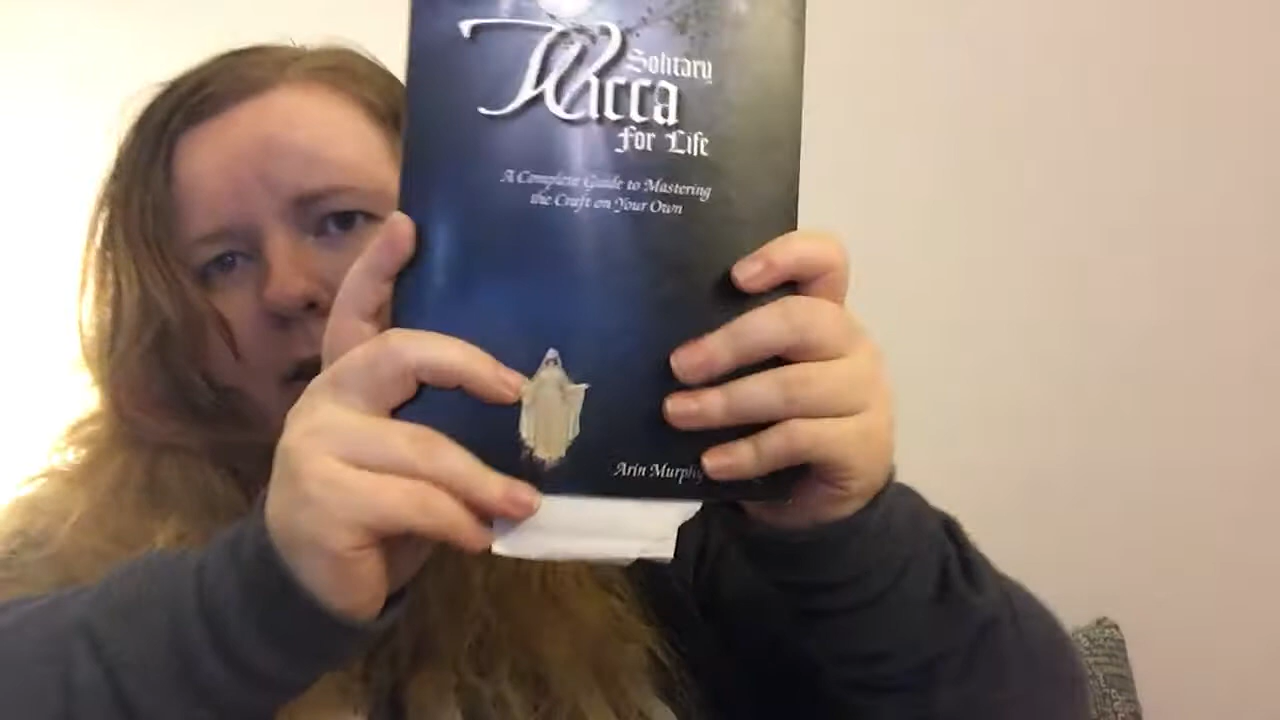 Solitary
Wicca
for Life
A Complete Guide to Mastering
the Craft on Your Own
Arin Murphy